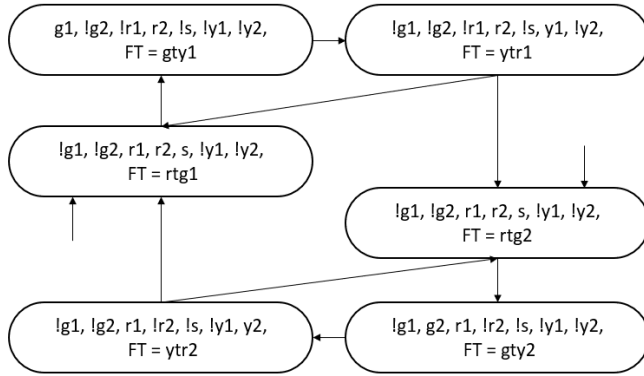 g1, !g2, !r1, r2, !s, !y1, !y2,
FT = gty1
!g1, !g2, !r1, r2, !s, y1, !y2,
FT = ytr1
!g1, !g2, r1, r2, s, !y1, !y2,
FT = rtg1
!g1, !g2, r1, r2, s, !y1, !y2,
FT = rtg2
!g1, !g2, r1, !r2, !s, !y1, y2,
FT = ytr2
!g1, g2, r1, !r2, !s, !y1, !y2,
FT = gty2